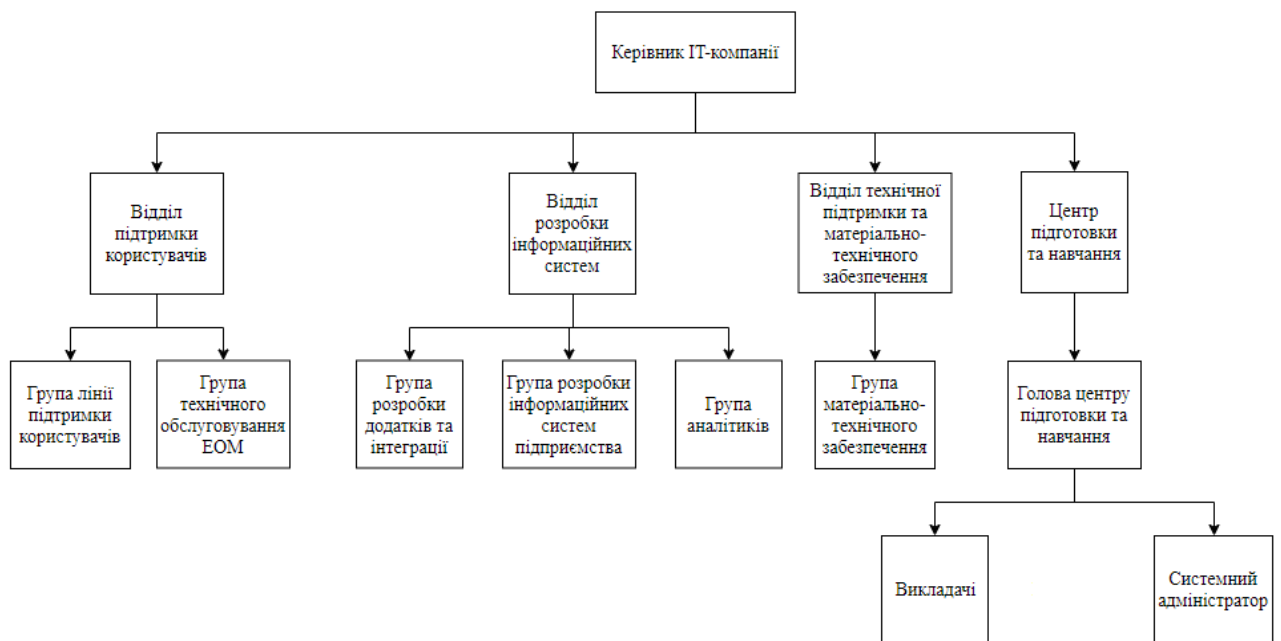 Керівник ІТ-компанії
Відділ
підтримки
користувачів
Відділ
розробки
інформаційних
систем
Відділ технічної
підтримки та
матеріально-
технічного
забезпечення
Центр
підготовки
та навчання
Група лінії
підтримки
користувачів
Група
технічного
обслуговування
ЕОМ
Група
розробки
додатків та
інтеграції
Група розробки
інформаційних
систем
підприємства
Група
аналітиків
Група
матеріально-
технічного
забезпечення
Голова центру
підготовки та
навчання
Викладачі
Системний
адміністратор